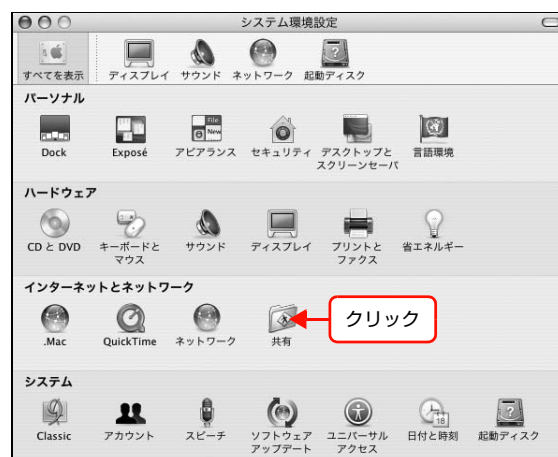 システム環境設定
すべてを表示 ディスプレイ サウンド ネットワーク 起動ディスク
パーソナル
File
New
Dock Exposé アピアランス セキュリティ デスクトップと 言語環境
スクリーンセーバ
ハードウェア
CD と DVD キーボードと サウンド ディスプレイ プリントと 省エネルギー
マウス ファクス
インターネットとネットワーク
クリック
.Mac QuickTime ネットワーク 共有
システム
18
Classic アカウント スピーチ ソフトウェア ユニバーサル 日付と時刻 起動ディスク
アップデート アクセス